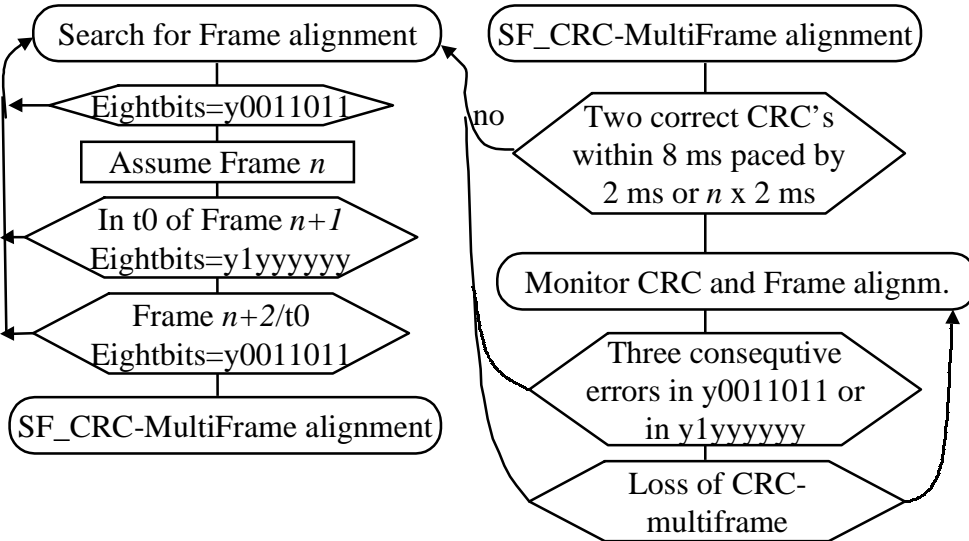 Search for Frame alignment
Eightbits=y0011011
Assume Frame n
In t0 of Frame n+1
Eightbits=y1yyyyyy
Frame n+2/t0
Eightbits=y0011011
SF_CRC-MultiFrame alignment
SF_CRC-MultiFrame alignment
no
Two correct CRC’s
within 8 ms paced by
2 ms or n x 2 ms
Monitor CRC and Frame alignm.
Three consequtive
errors in y0011011 or
in y1yyyyyy
Loss of CRC-
multiframe